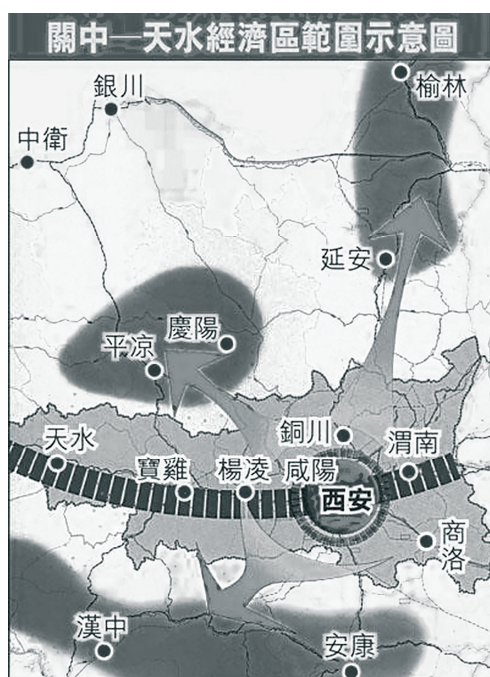 關中—天水經濟區範圍示意圖
榆林
銀川
中衛
延安
慶陽
平凉
銅川
渭南
天水
寶雞
楊凌
咸陽
西安
商洛
漢中
安康